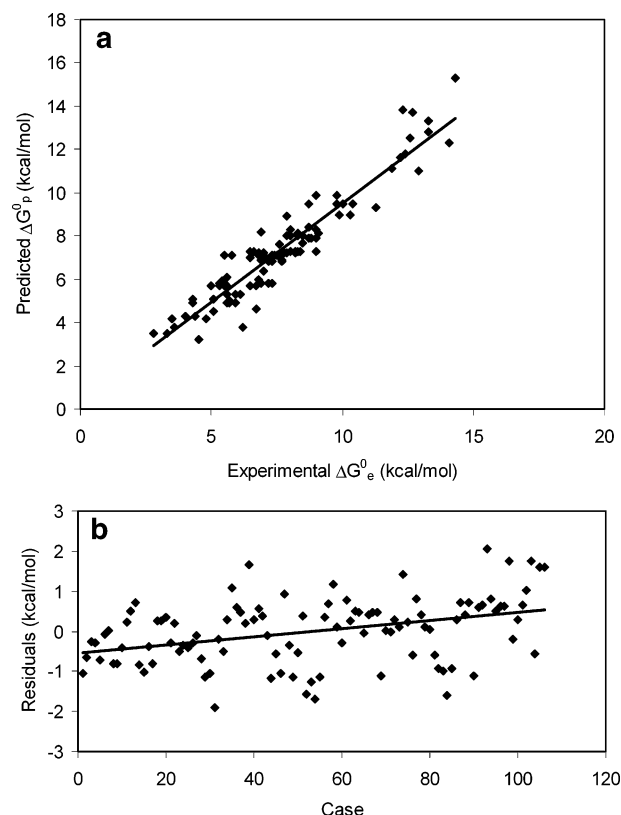 a
18
16
14
12
10
8
6
4
2
0
Predicted ΔG⁰p (kcal/mol)
0 5 10 15 20
Experimental ΔG⁰e (kcal/mol)
b
3
2
1
0
-1
-2
-3
Residuals (kcal/mol)
0 20 40 60 80 100 120
Case